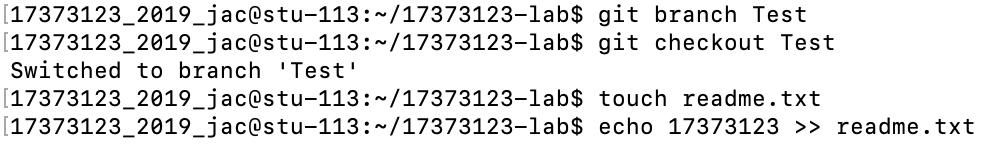 [17373123_2019_jac@stu-113:~/17373123-lab$ git branch Test
[17373123_2019_jac@stu-113:~/17373123-lab$ git checkout Test
Switched to branch 'Test'
[17373123_2019_jac@stu-113:~/17373123-lab$ touch readme.txt
[17373123_2019_jac@stu-113:~/17373123-lab$ echo 17373123 >> readme.txt